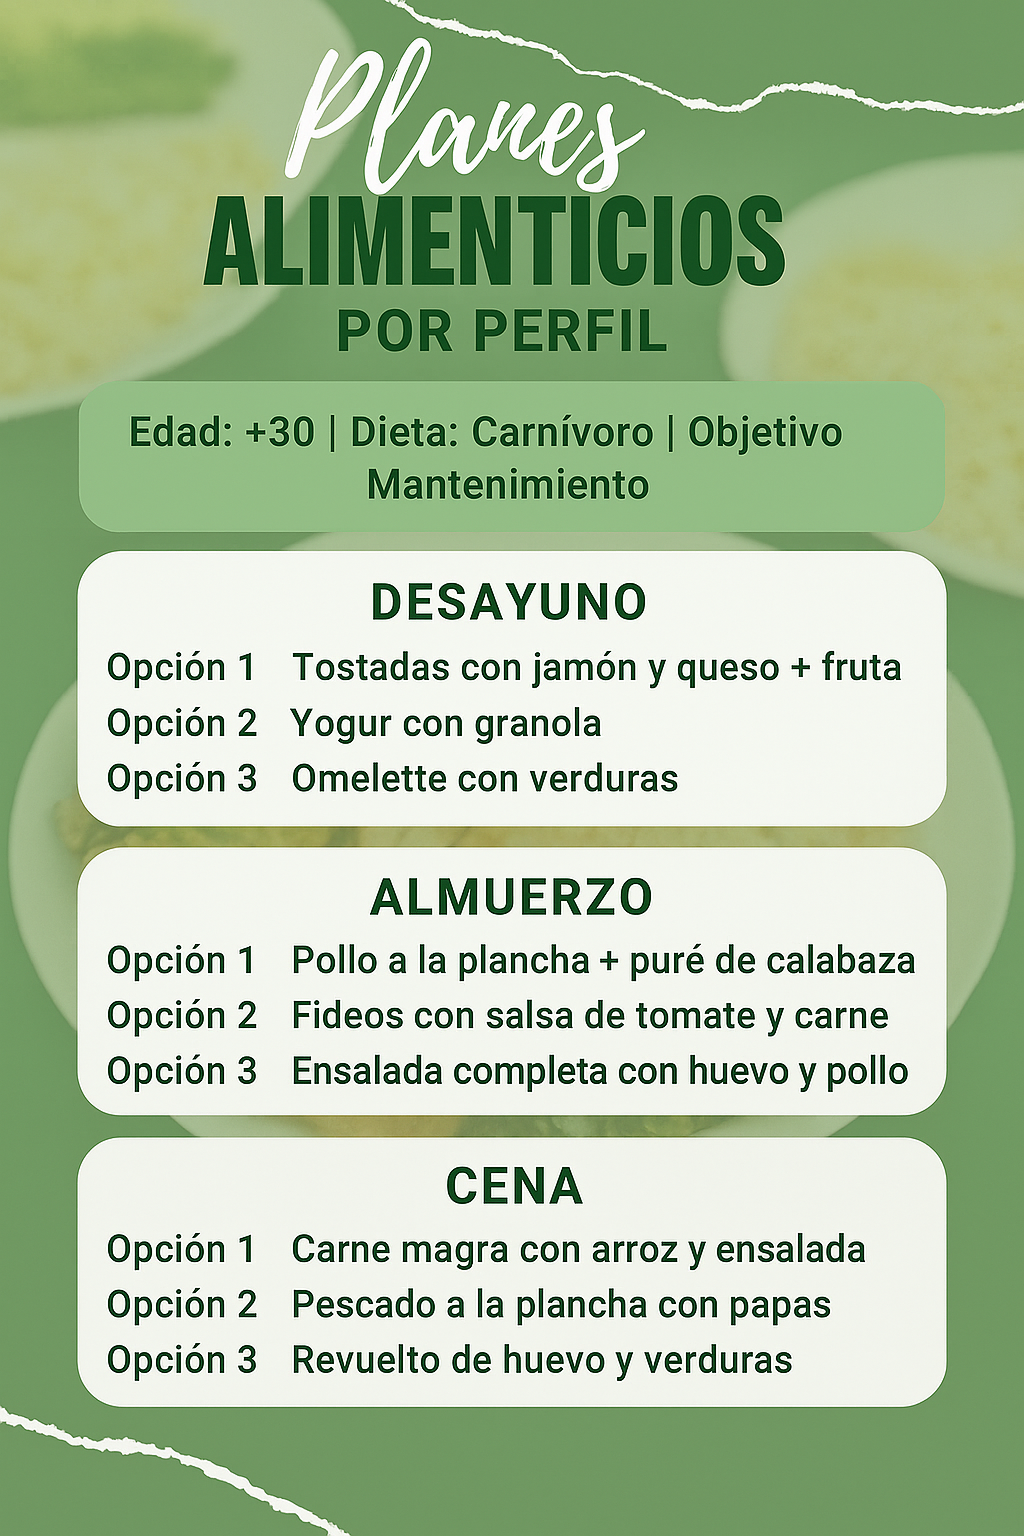 Planes
ALIMENTICIOS
POR PERFIL
Edad: +30 | Dieta: Carnívoro | Objetivo
Mantenimiento
DESAYUNO
Opción 1 Tostadas con jamón y queso + fruta
Opción 2 Yogur con granola
Opción 3 Omelette con verduras
ALMUERZO
Opción 1 Pollo a la plancha + puré de calabaza
Opción 2 Fideos con salsa de tomate y carne
Opción 3 Ensalada completa con huevo y pollo
CENA
Opción 1 Carne magra con arroz y ensalada
Opción 2 Pescado a la plancha con papas
Opción 3 Revuelto de huevo y verduras